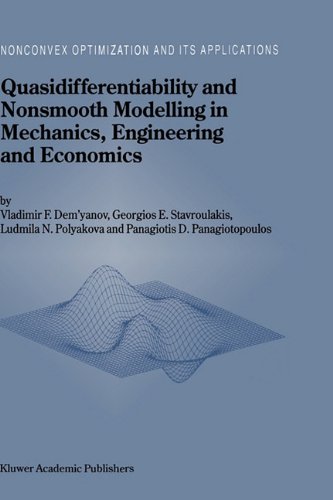 NONCONVEX OPTIMIZATION AND ITS APPLICATIONS
Quasidifferentiability and
Nonsmooth Modelling in
Mechanics, Engineering
and Economics
by
Vladimir F. Dem'yanov, Georgios E. Stavroulakis,
Ludmila N. Polyakova and Panagiotis D. Panagiotopoulos
Kluwer Academic Publishers